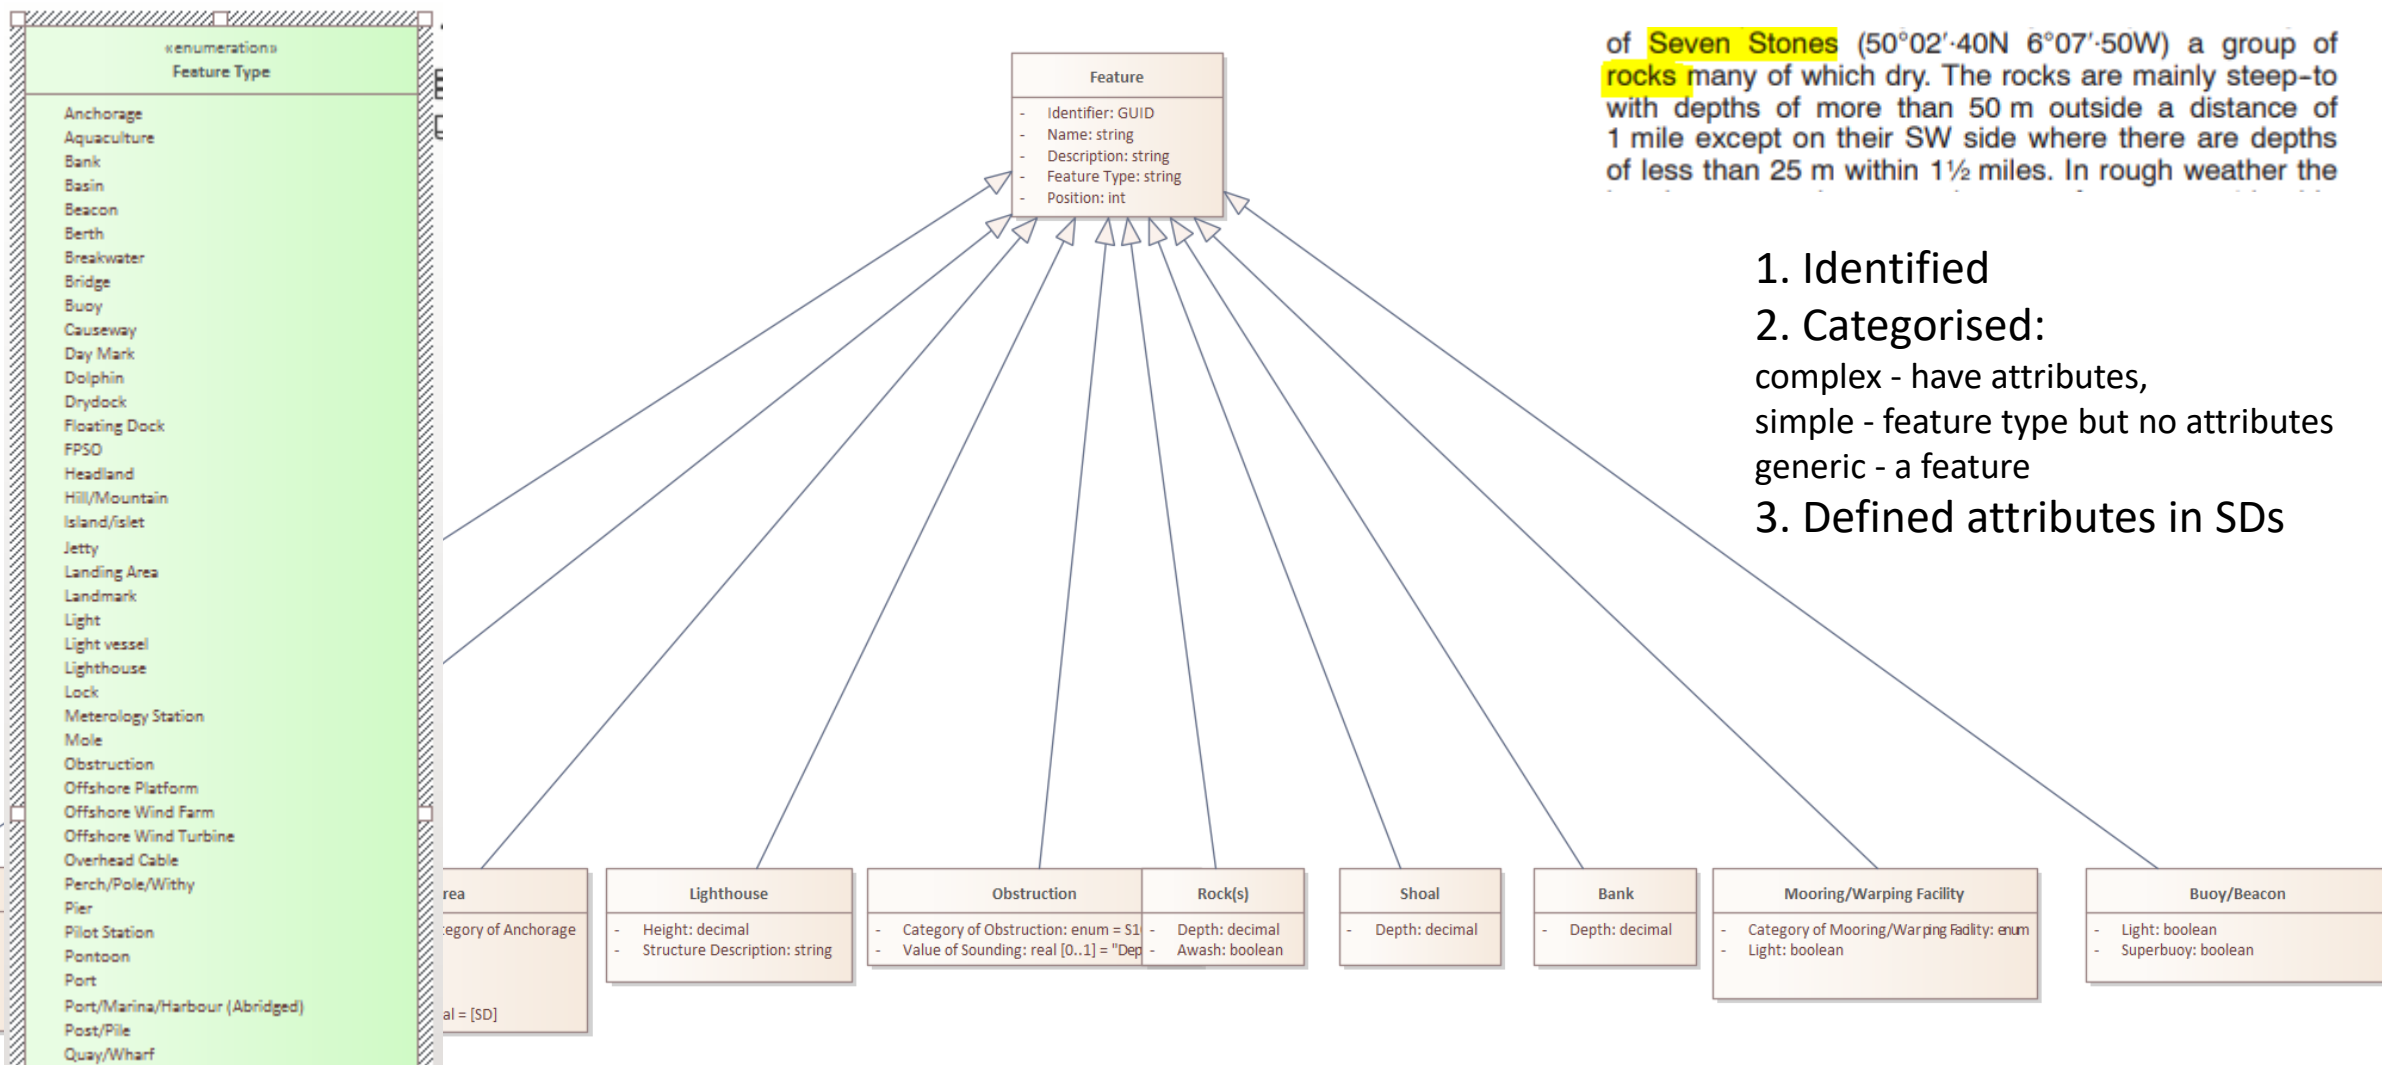 «enumeration»
Feature Type
Anchorage
Aquaculture
Bank
Basin
Beacon
Berth
Breakwater
Bridge
Buoy
Causeway
Day Mark
Dolphin
Drydock
Floating Dock
FPSO
Headland
Hill/Mountain
Island/islet
Jetty
Landing Area
Landmark
Light
Light vessel
Lighthouse
Lock
Meterology Station
Mole
Obstruction
Offshore Platform
Offshore Wind Farm
Offshore Wind Turbine
Overhead Cable
Perch/Pole/Withy
Pier
Pilot Station
Pontoon
Port
Port/Marina/Harbour (Abridged)
Post/Pile
Quay/Wharf
Feature
- Identifier: GUID
- Name: string
- Description: string
- Feature Type: string
- Position: int
of Seven Stones (50°02′·40N 6°07′·50W) a group of
rocks many of which dry. The rocks are mainly steep-to
with depths of more than 50 m outside a distance of
1 mile except on their SW side where there are depths
of less than 25 m within 1½ miles. In rough weather the
1. Identified
2. Categorised:
complex - have attributes,
simple - feature type but no attributes
generic - a feature
3. Defined attributes in SDs
rea
egory of Anchorage
al = [SD]
Lighthouse
- Height: decimal
- Structure Description: string
Obstruction
- Category of Obstruction: enum = S1
- Value of Sounding: real [0..1] = "Dep
Rock(s)
- Depth: decimal
- Awash: boolean
Shoal
- Depth: decimal
Bank
- Depth: decimal
Mooring/Warping Facility
- Category of Mooring/Warping Facility: enum
- Light: boolean
Buoy/Beacon
- Light: boolean
- Superbuoy: boolean